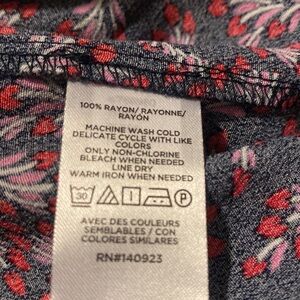 100% RAYON/ RAYONNE/
RAYÓN
MACHINE WASH COLD
DELICATE CYCLE WITH LIKE
COLORS
ONLY NON-CHLORINE
BLEACH WHEN NEEDED
LINE DRY
WARM IRON WHEN NEEDED
30 P
AVEC DES COULEURS
SEMBLABLES / CON
COLORES SIMILARES
RN#140923